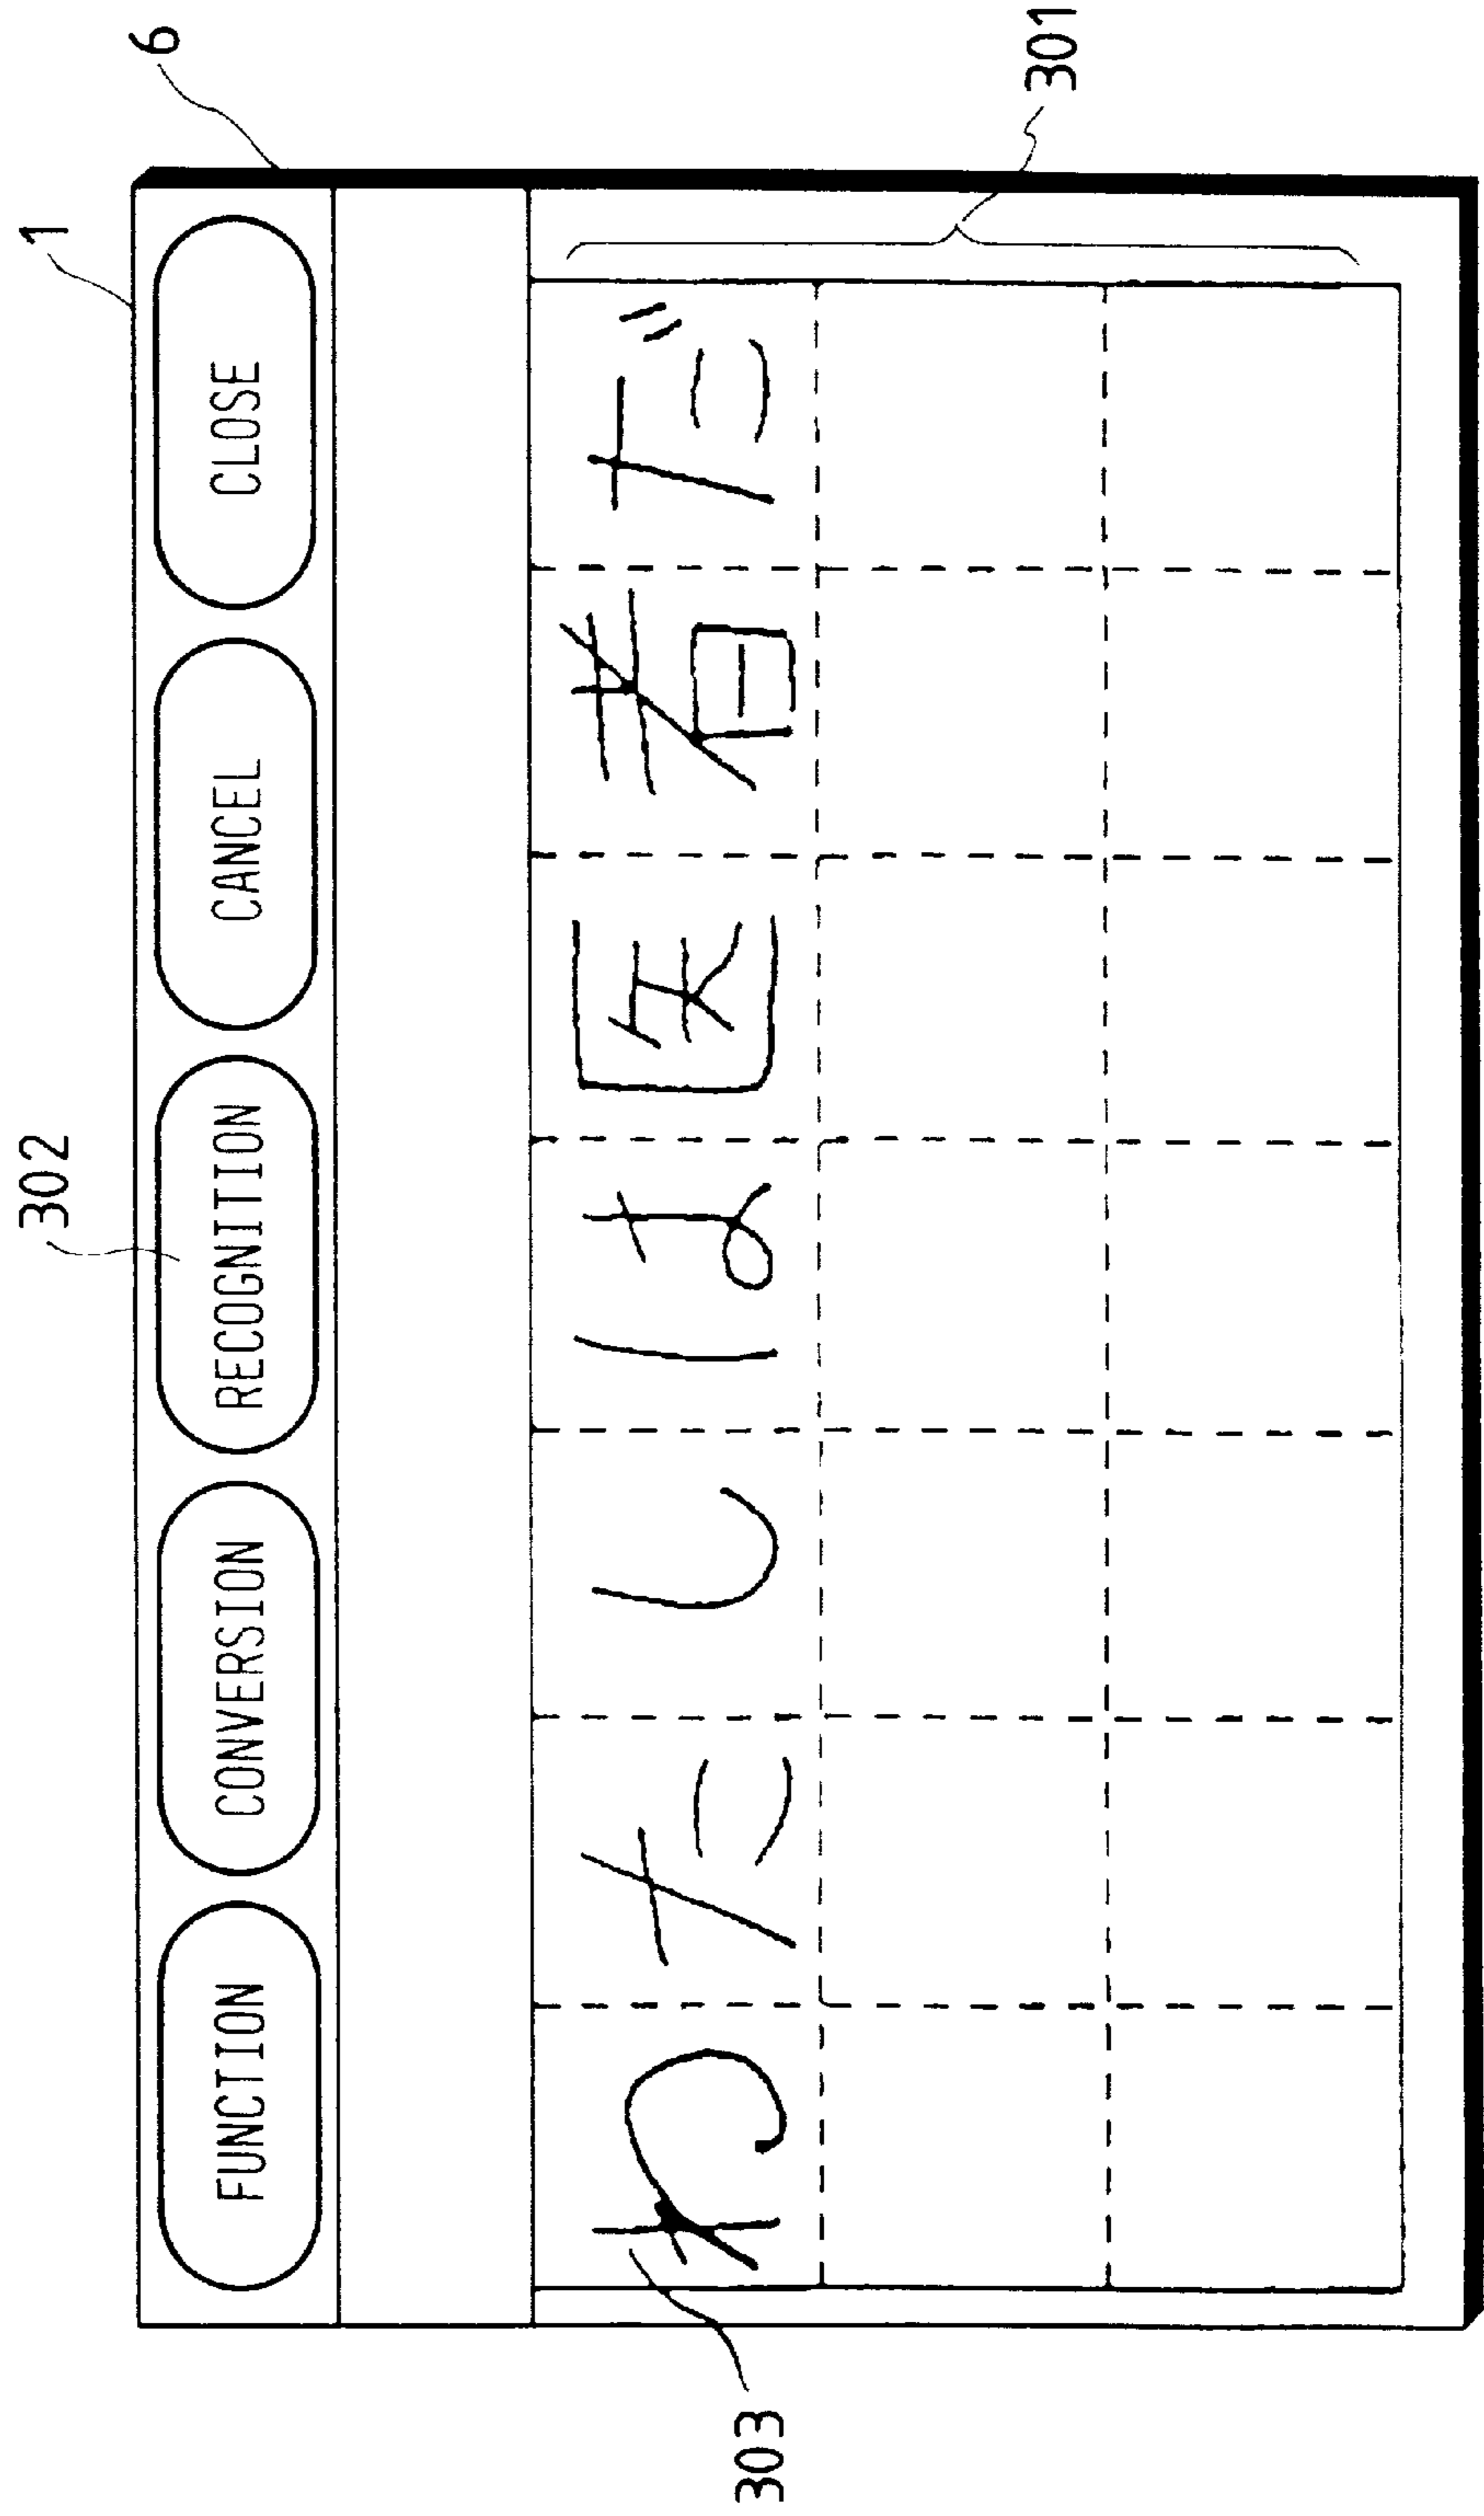 302 1
6
FUNCTION CONVERSION RECOGNITION CANCEL CLOSE
わたしは医者だ
303
301